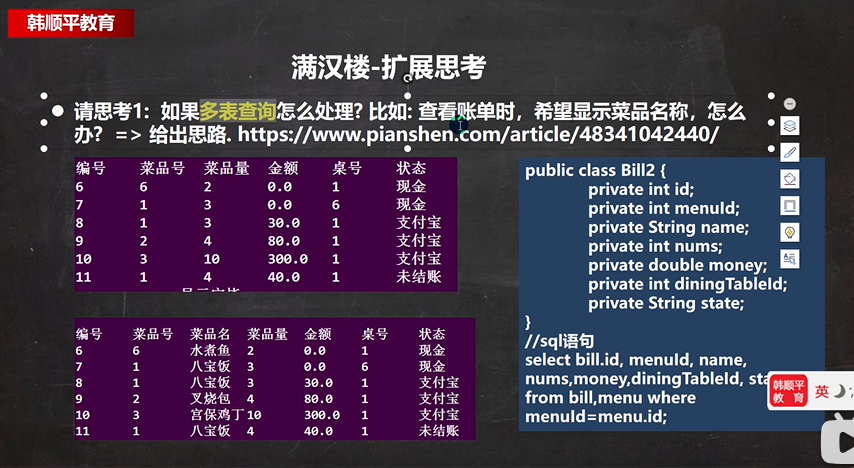 韩顺平教育
满汉楼-扩展思考
请思考1: 如果多表查询怎么处理? 比如: 查看账单时，希望显示菜品名称，怎么
办? => 给出思路. https://www.pianshen.com/article/48341042440/
编号 菜品号 菜品量 金额 桌号 状态
6 6 2 0.0 1 现金
7 1 3 0.0 6 现金
8 1 3 30.0 1 支付宝
9 2 4 80.0 1 支付宝
10 3 10 300.0 1 支付宝
11 1 4 40.0 1 未结账
编号 菜品号 菜品名 菜品量 金额 桌号 状态
6 6 水煮鱼 2 0.0 1 现金
7 1 八宝饭 3 0.0 6 现金
8 1 八宝饭 3 30.0 1 支付宝
9 2 叉烧包 4 80.0 1 支付宝
10 3 宫保鸡丁10 300.0 1 支付宝
11 1 八宝饭 4 40.0 1 未结账
public class Bill2 {
private int id;
private int menuId;
private String name;
private int nums;
private double money;
private int diningTableId;
private String state;
}
//sql语句
select bill.id, menuId, name,
nums,money,diningTableId, sta
from bill,menu where
menuId=menu.id;
韩顺平
教育
英